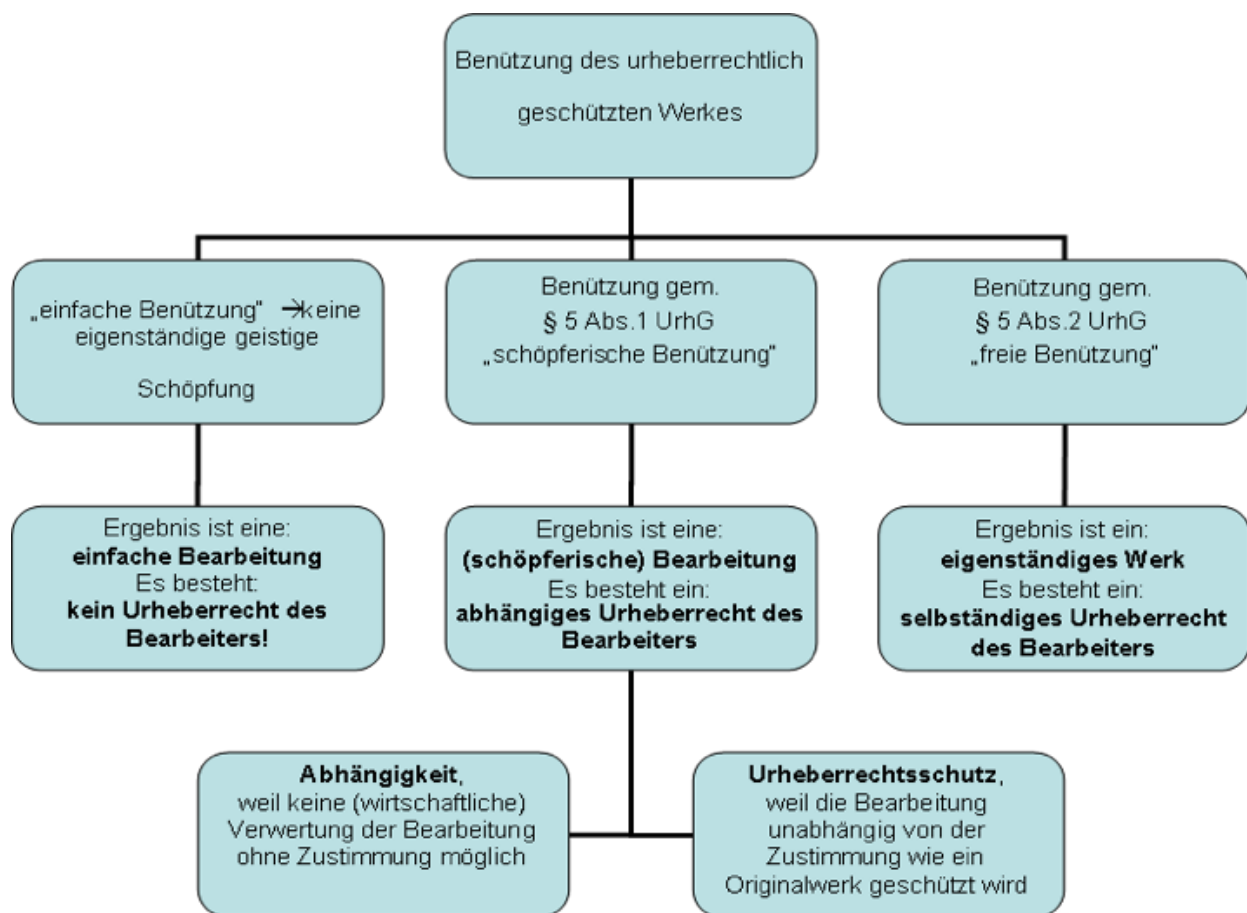 Benützung des urheberrechtlich
geschützten Werkes
„einfache Benützung" →keine
eigenständige geistige
Schöpfung
Benützung gem.
§ 5 Abs.1 UrhG
„schöpferische Benützung"
Benützung gem.
§ 5 Abs.2 UrhG
„freie Benützung"
Ergebnis ist eine:
einfache Bearbeitung
Es besteht:
kein Urheberrecht des
Bearbeiters!
Ergebnis ist eine:
(schöpferische) Bearbeitung
Es besteht ein:
abhängiges Urheberrecht des
Bearbeiters
Ergebnis ist ein:
eigenständiges Werk
Es besteht ein:
selbständiges Urheberrecht
des Bearbeiters
Abhängigkeit,
weil keine (wirtschaftliche)
Verwertung der Bearbeitung
ohne Zustimmung möglich
Urheberrechtsschutz,
weil die Bearbeitung
unabhängig von der
Zustimmung wie ein
Originalwerk geschützt wird